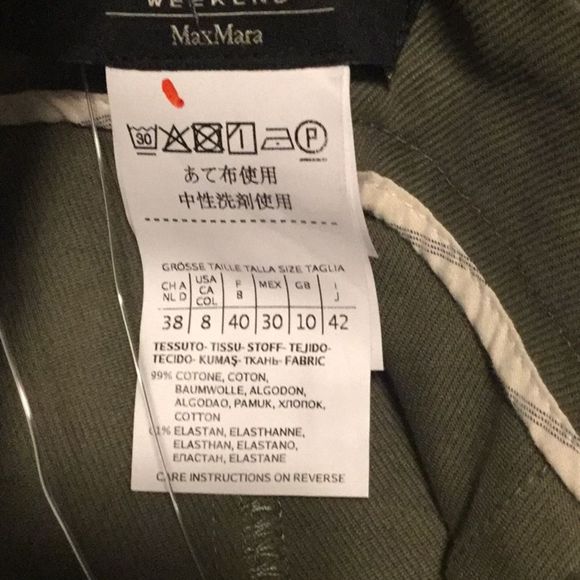 WEEKEND
MaxMara
30 P
あて布使用
中性洗剤使用
GRÖSSE TAILLE TALLA SIZE TAGLIA
CH A NL D USA CA COL F B MEX GB I J
38 8 40 30 10 42
TESSUTO- TISSU- STOFF- TEJIDO-
TECIDO- KUMAŞ- ТКАНЬ- FABRIC
99% COTONE, COTON,
BAUMWOLLE, ALGODON,
ALGODAO, PAMUK, ХЛОПОК,
COTTON
01% ELASTAN, ELASTHANNE,
ELASTHAN, ELASTANO,
ЕЛАСТАН, ELASTANE
CARE INSTRUCTIONS ON REVERSE